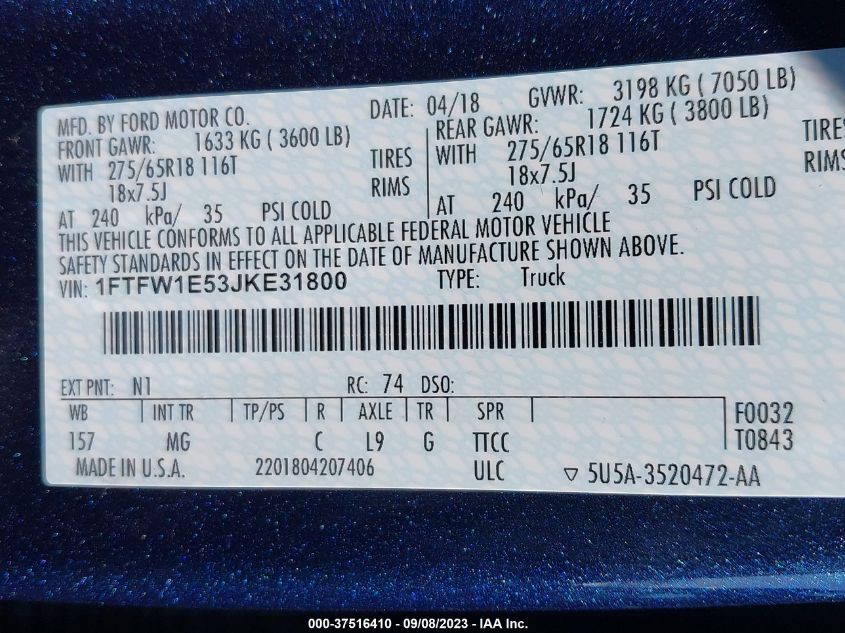 MFD. BY FORD MOTOR CO. DATE: 04/18 GVWR: 3198 KG ( 7050 LB)
FRONT GAWR: 1633 KG ( 3600 LB) REAR GAWR: 1724 KG ( 3800 LB)
WITH 275/65R18 116T TIRES WITH 275/65R18 116T TIRES
18x7.5J RIMS 18x7.5J RIMS
AT 240 kPa/ 35 PSI COLD AT 240 kPa/ 35 PSI COLD
THIS VEHICLE CONFORMS TO ALL APPLICABLE FEDERAL MOTOR VEHICLE
SAFETY STANDARDS IN EFFECT ON THE DATE OF MANUFACTURE SHOWN ABOVE.
VIN: 1FTFW1E53JKE31800 TYPE: Truck
EXT PNT: N1 RC: 74 DSO:
WB INT TR TP/PS R AXLE TR SPR F0032
157 MG C L9 G TTCC T0843
MADE IN U.S.A. 2201804207406 ULC ▽ 5U5A-3520472-AA
000-37516410 - 09/08/2023 - IAA Inc.